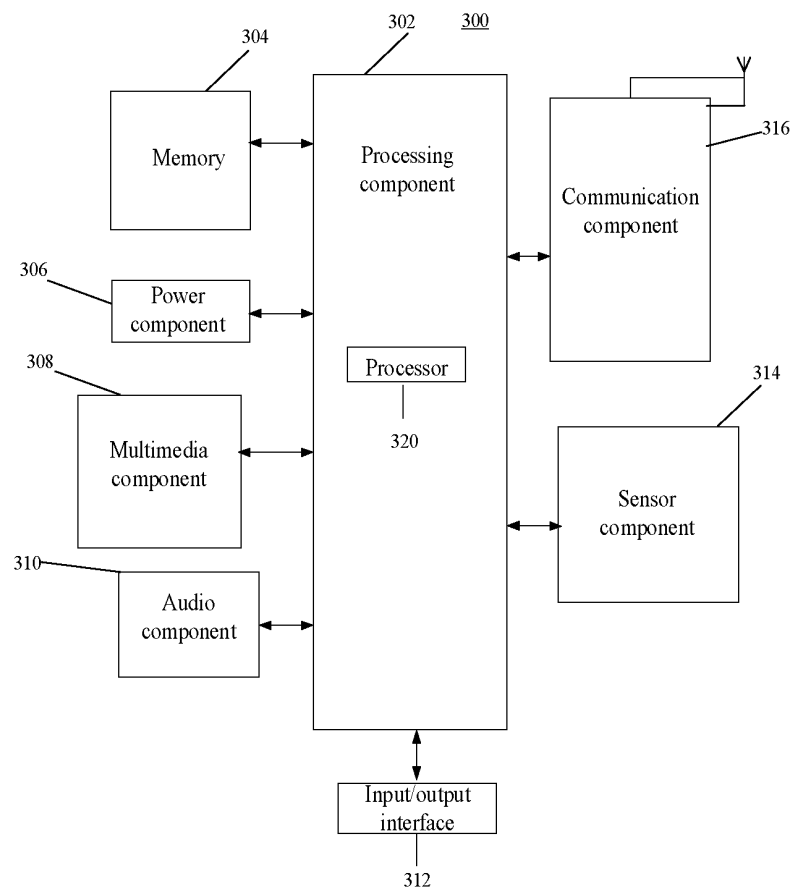 300
302
304
Memory
Processing
component
316
Communication
component
306
Power
component
308
Processor
320
Multimedia
component
314
Sensor
component
310
Audio
component
Input/output
interface
312